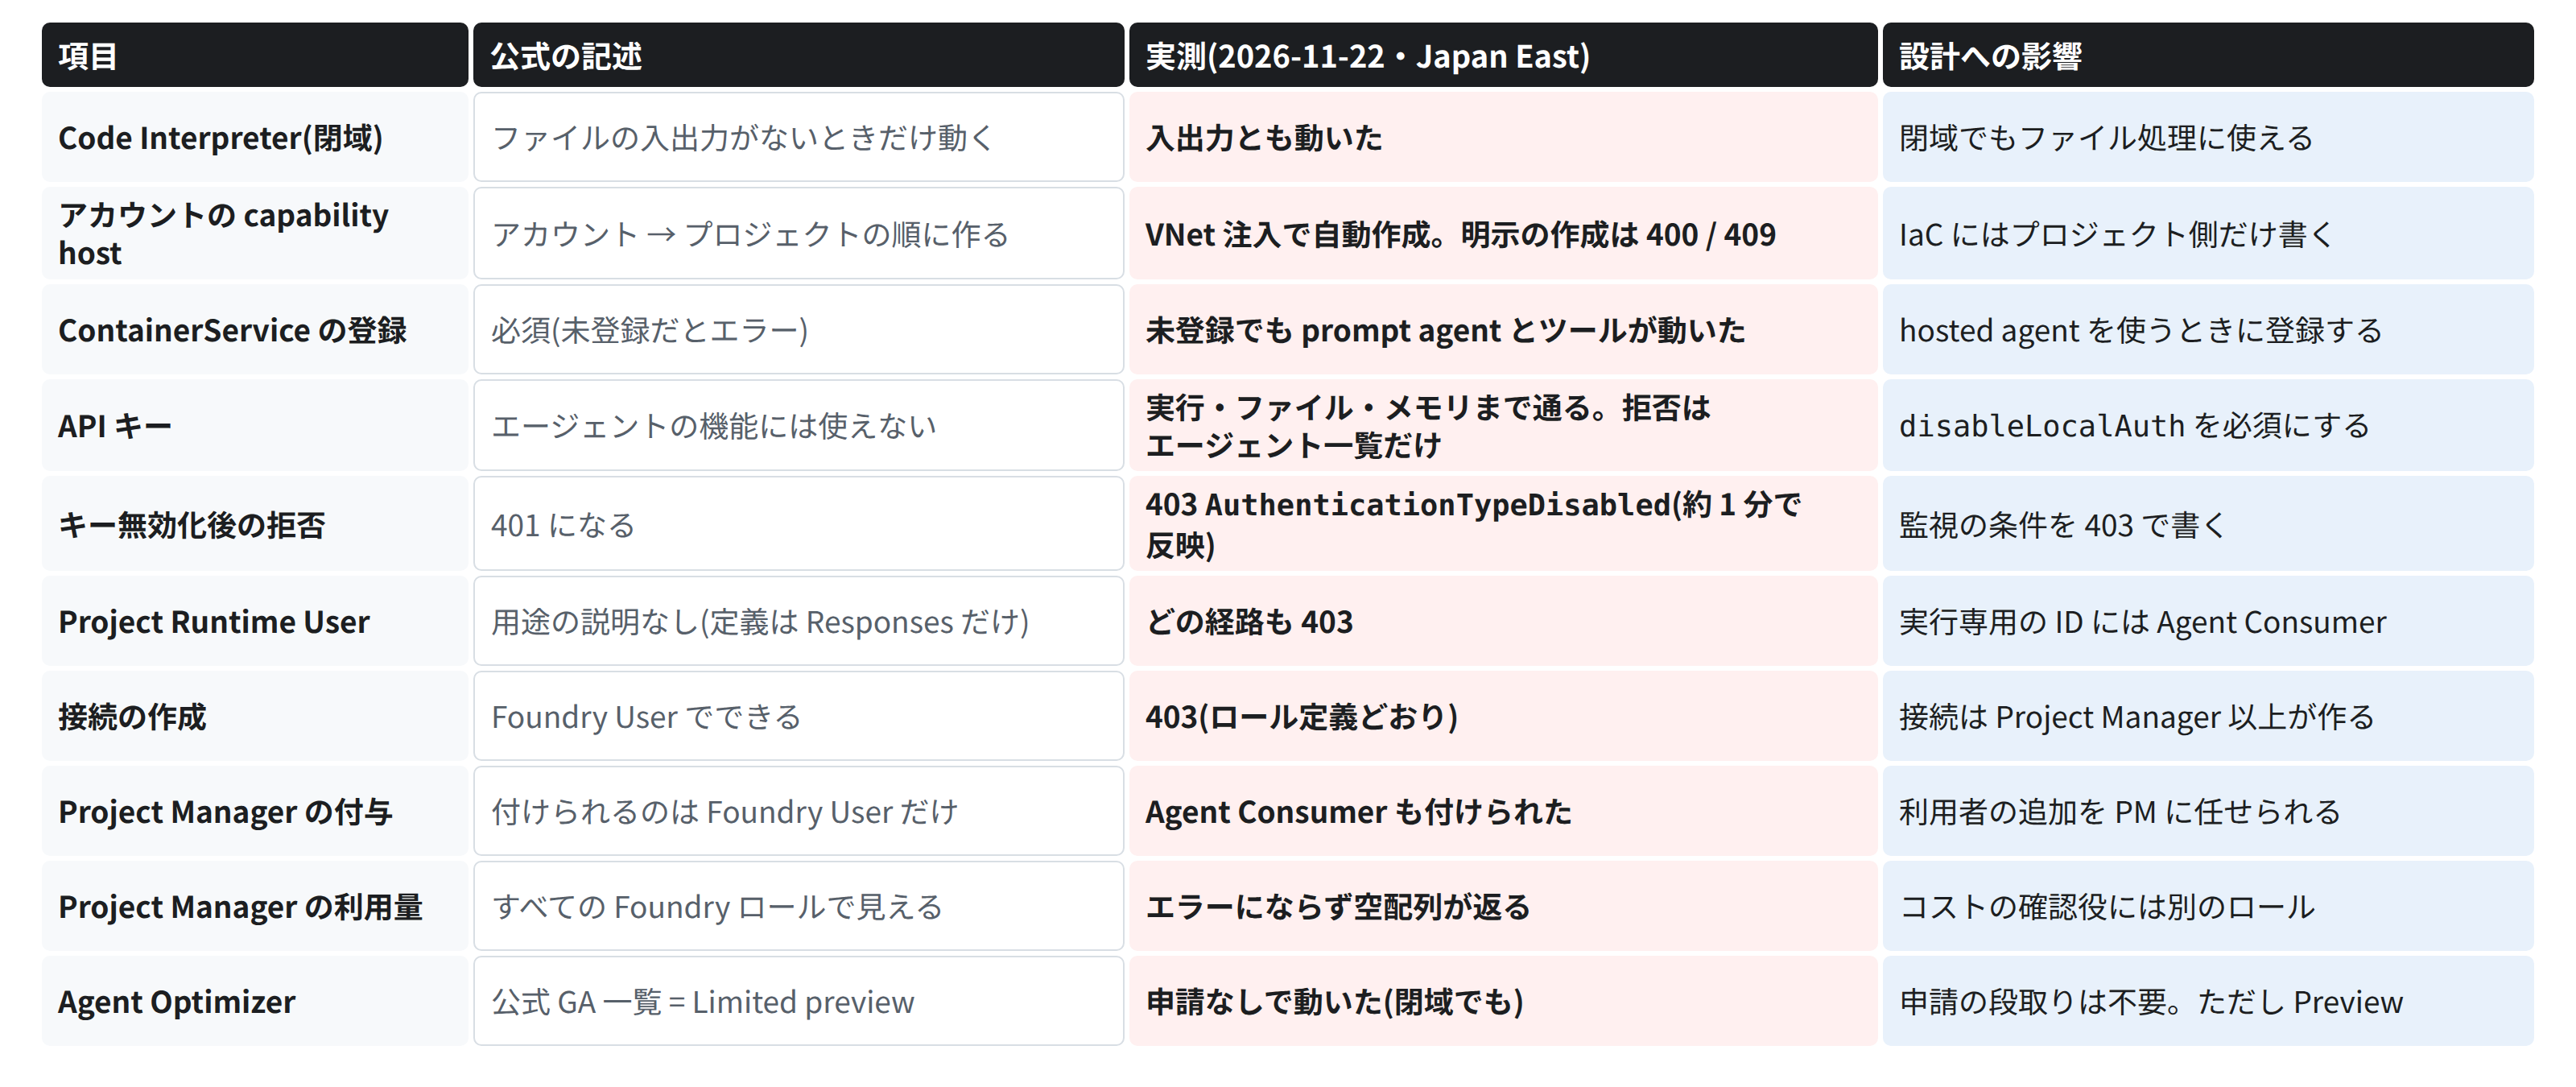 項目
公式の記述
実測(2026-11-22・Japan East)
設計への影響
Code Interpreter(閉域)
ファイルの入出力がないときだけ動く
入出力とも動いた
閉域でもファイル処理に使える
アカウントの capability
host
アカウント → プロジェクトの順に作る
VNet 注入で自動作成。明示の作成は 400 / 409
IaC にはプロジェクト側だけ書く
ContainerService の登録
必須(未登録だとエラー)
未登録でも prompt agent とツールが動いた
hosted agent を使うときに登録する
API キー
エージェントの機能には使えない
実行・ファイル・メモリまで通る。拒否は
エージェント一覧だけ
disableLocalAuth を必須にする
キー無効化後の拒否
401 になる
403 AuthenticationTypeDisabled(約 1 分で
反映)
監視の条件を 403 で書く
Project Runtime User
用途の説明なし(定義は Responses だけ)
どの経路も 403
実行専用の ID には Agent Consumer
接続の作成
Foundry User でできる
403(ロール定義どおり)
接続は Project Manager 以上が作る
Project Manager の付与
付けられるのは Foundry User だけ
Agent Consumer も付けられた
利用者の追加を PM に任せられる
Project Manager の利用量
すべての Foundry ロールで見える
エラーにならず空配列が返る
コストの確認役には別のロール
Agent Optimizer
公式 GA 一覧 = Limited preview
申請なしで動いた(閉域でも)
申請の段取りは不要。ただし Preview